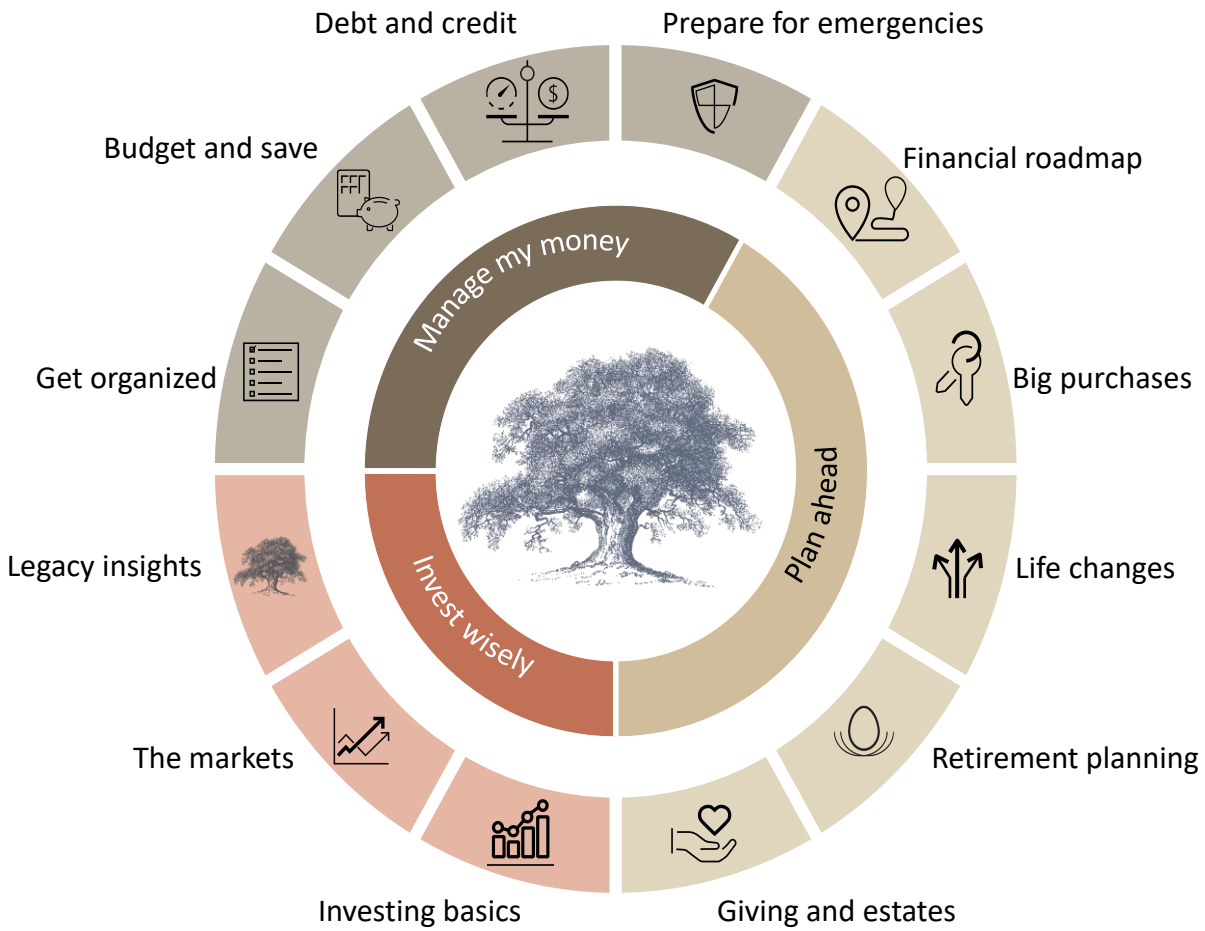 Debt and credit
Prepare for emergencies
Budget and save
Financial roadmap
Manage my money
Get organized
Big purchases
$
Plan ahead
Legacy insights
Life changes
Invest wisely
The markets
Retirement planning
Investing basics
Giving and estates